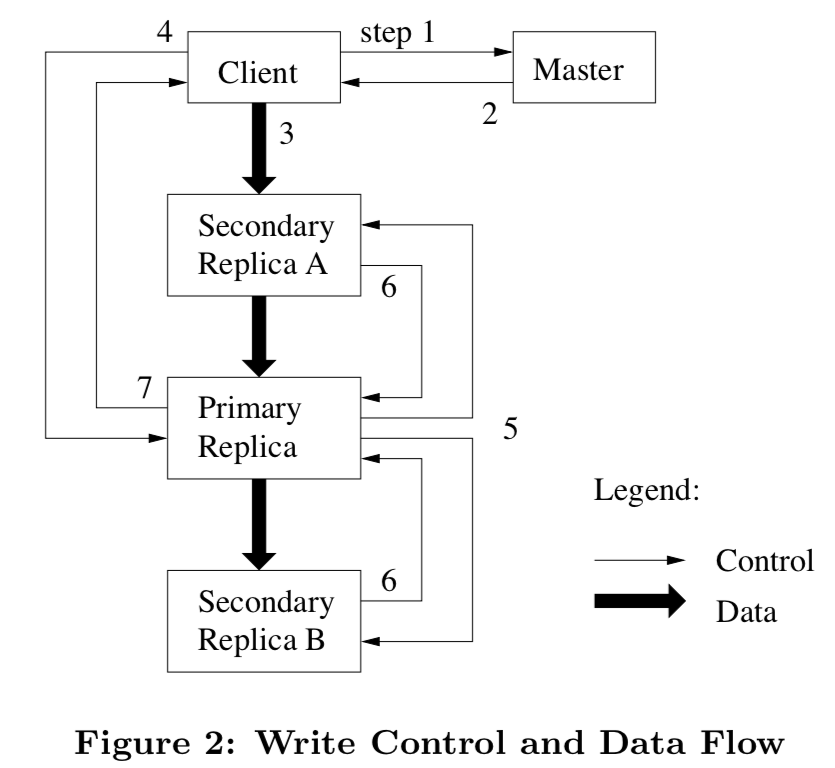 4
step 1
Client
Master
2
3
Secondary
Replica A
6
7
Primary
Replica
5
Legend:
Control
Data
6
Secondary
Replica B
Figure 2: Write Control and Data Flow